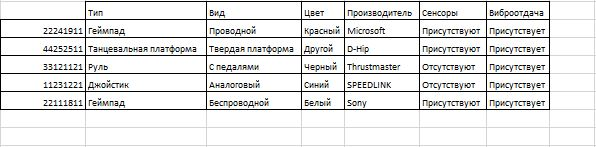 Тип Вид Цвет Производитель Сенсоры Виброотдача
22241911 Геймпад Проводной Красный Microsoft Присутствуют Присутствует
44252511 Танцевальная платформа Твердая платформа Другой D-Hip Присутствуют Присутствует
33121121 Руль С педалями Черный Thrustmaster Отсутствуют Присутствует
11231221 Джойстик Аналоговый Синий SPEEDLINK Отсутствуют Присутствует
22111811 Геймпад Беспроводной Белый Sony Присутствуют Присутствует